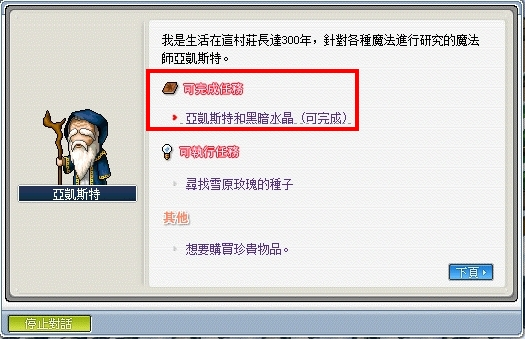 我是生活在這村莊長達300年，針對各種魔法進行研究的魔法
師亞凱斯特。
可完成任務
亞凱斯特和黑暗水晶 (可完成)
可執行任務
尋找雪原玫瑰的種子
其他
想要購買珍貴物品。
亞凱斯特
下頁
停止對話